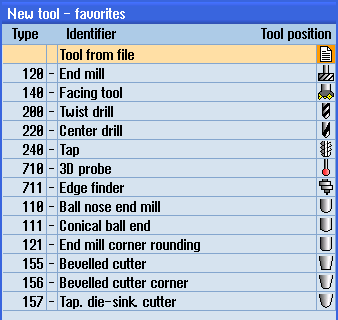 New tool - favorites
Type Identifier Tool position
Tool from file
120 - End mill
140 - Facing tool
200 - Twist drill
220 - Center drill
240 - Tap
710 - 3D probe
711 - Edge finder
110 - Ball nose end mill
111 - Conical ball end
121 - End mill corner rounding
155 - Bevelled cutter
156 - Bevelled cutter corner
157 - Tap. die-sink. cutter